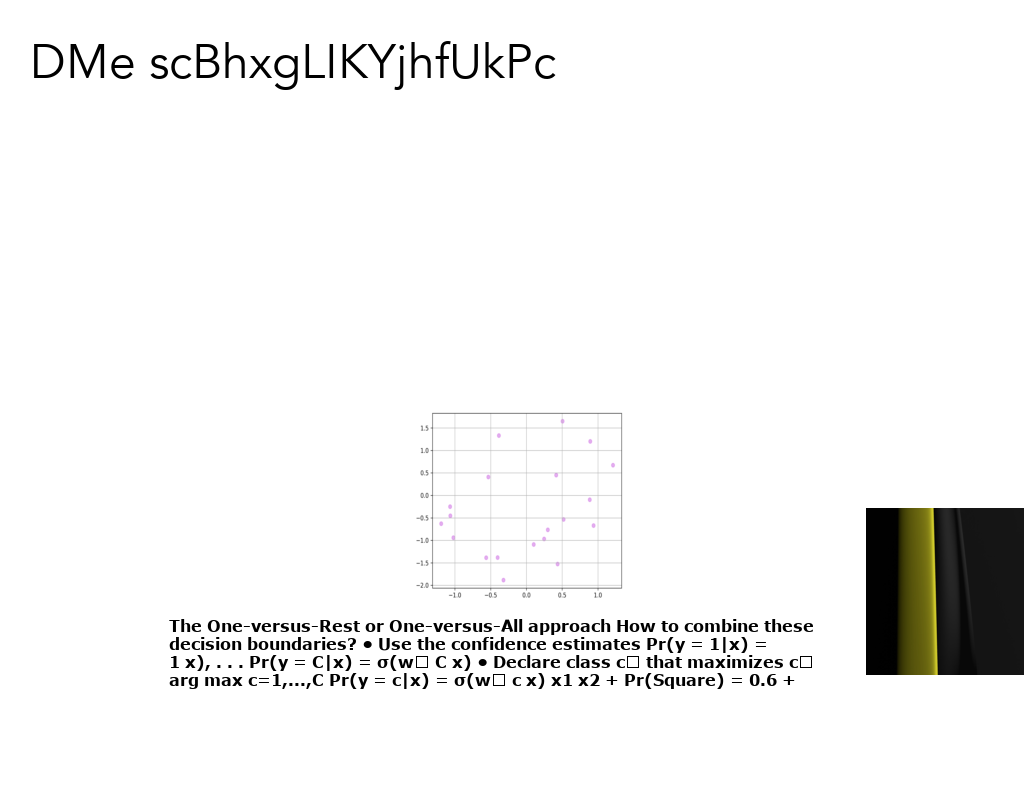 DMe scBhxgLIKYjhfUkPc
1.5
1.0
0.5
0.0
−0.5
−1.0
−1.5
−2.0
−1.0 −0.5 0.0 0.5 1.0
The One-versus-Rest or One-versus-All approach How to combine these
decision boundaries? • Use the confidence estimates Pr(y = 1|x) =
1 x), . . . Pr(y = C|x) = σ(w□ C x) • Declare class c□ that maximizes c□
arg max c=1,...,C Pr(y = c|x) = σ(w□ c x) x1 x2 + Pr(Square) = 0.6 +